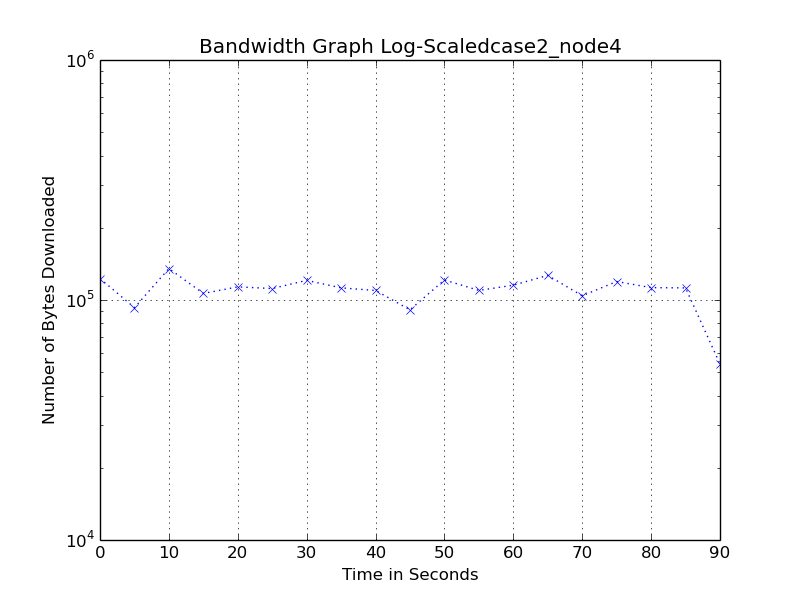 Bandwidth Graph Log-Scaledcase2_node4
10^6
10^5
10^4
Number of Bytes Downloaded
0 10 20 30 40 50 60 70 80 90
Time in Seconds